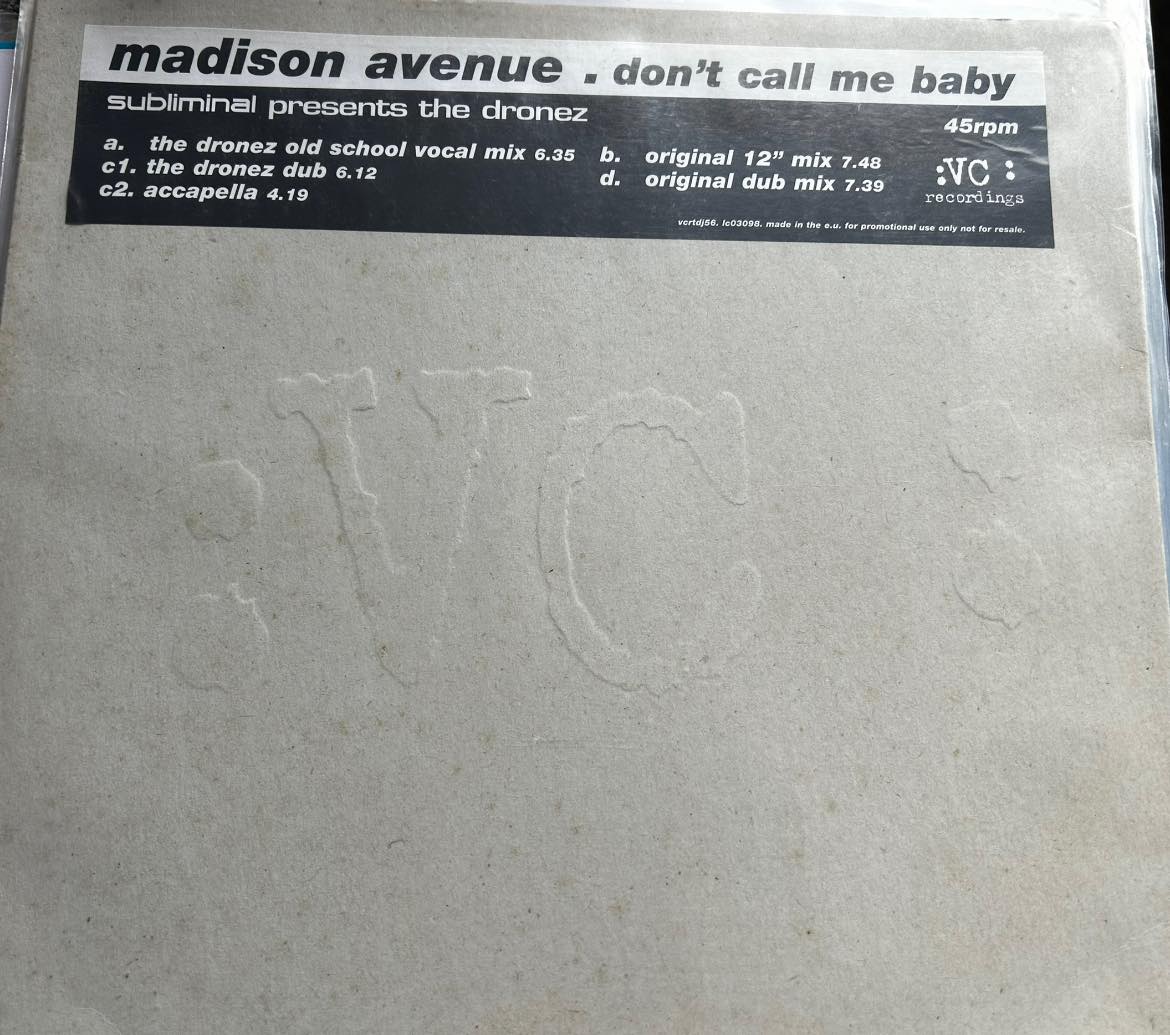 madison avenue . don't call me baby
subliminal presents the dronez
45rpm
a. the dronez old school vocal mix 6.35
c1. the dronez dub 6.12
c2. accapella 4.19
b. original 12” mix 7.48
d. original dub mix 7.39
:VC :
recordings
vcrtdj56. lc03098. made in the e.u. for promotional use only not for resale.
:VC :